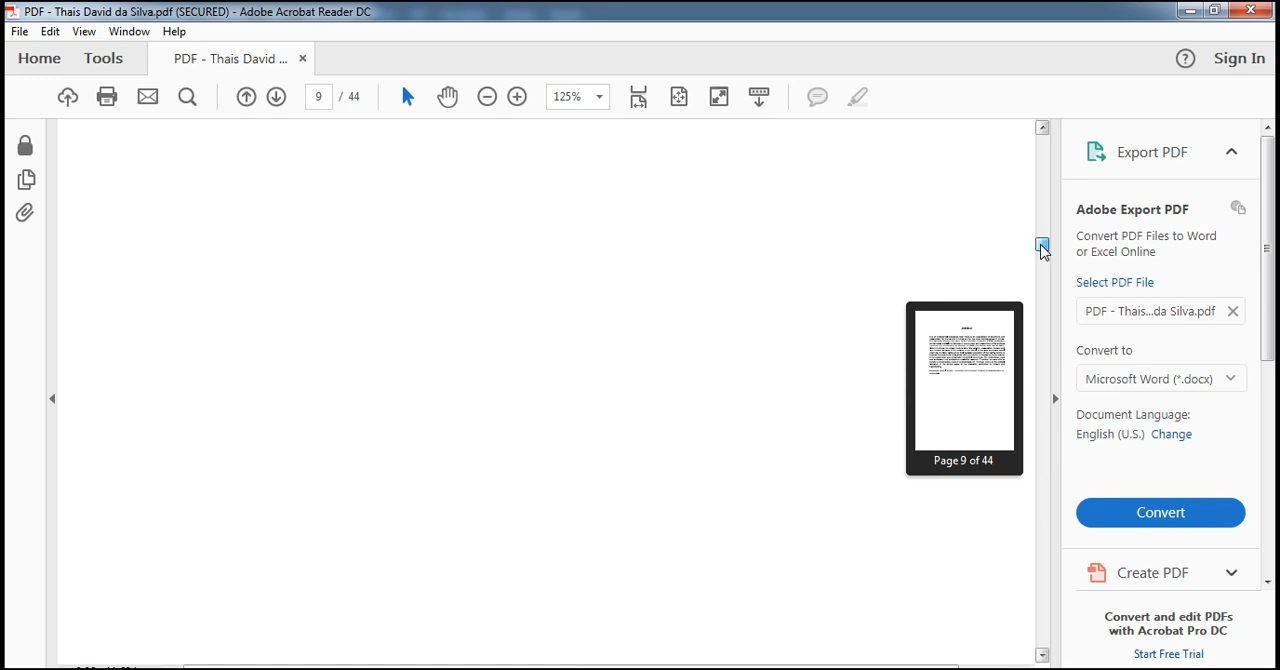 PDF - Thais David da Silva.pdf (SECURED) - Adobe Acrobat Reader DC
File Edit View Window Help
Home Tools PDF - Thais David ... × Sign In
9 / 44 125%
Export PDF
Adobe Export PDF
Convert PDF Files to Word
or Excel Online
Select PDF File
PDF - Thais...da Silva.pdf
Convert to
Microsoft Word (*.docx)
Document Language:
English (U.S.) Change
Convert
Page 9 of 44
Create PDF
Convert and edit PDFs
with Acrobat Pro DC
Start Free Trial